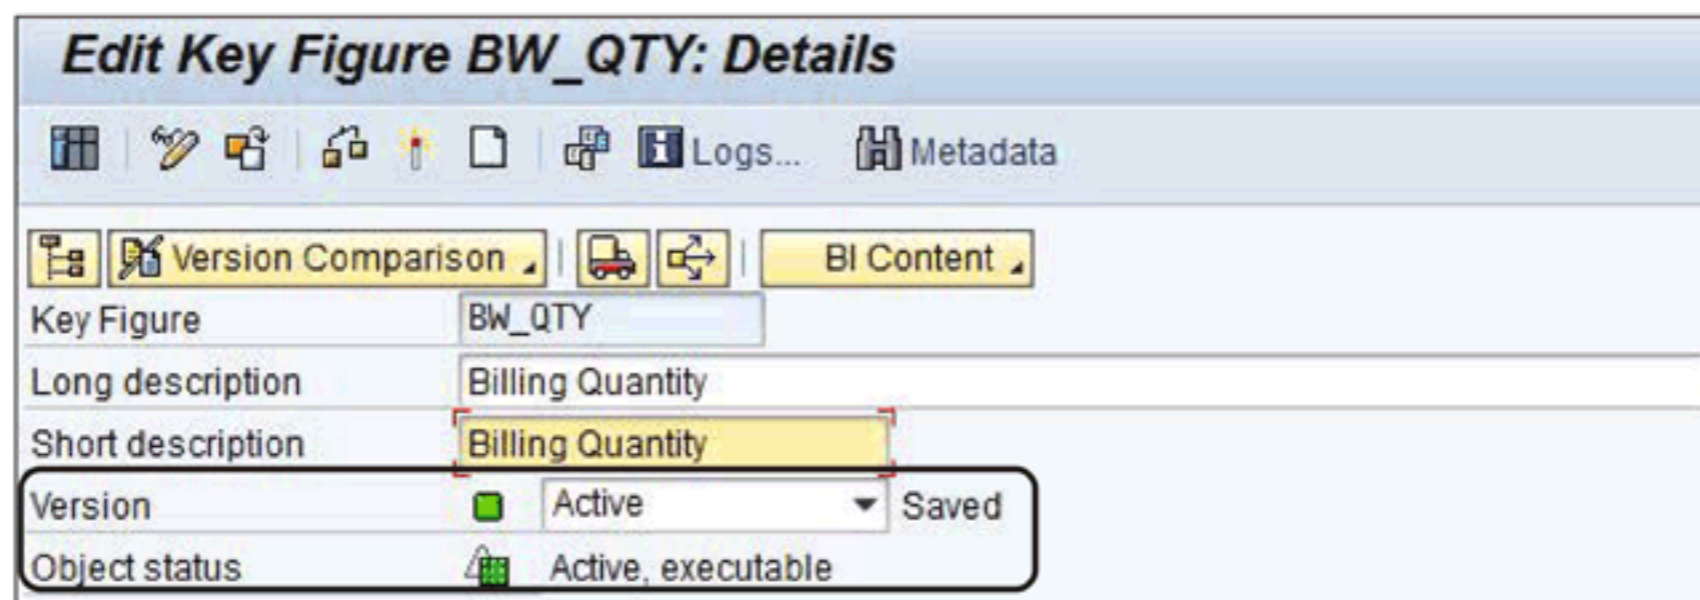 Edit Key Figure BW_QTY: Details
Logs... Metadata
Version Comparison BI Content
Key Figure BW_QTY
Long description Billing Quantity
Short description Billing Quantity
Version Active Saved
Object status Active, executable